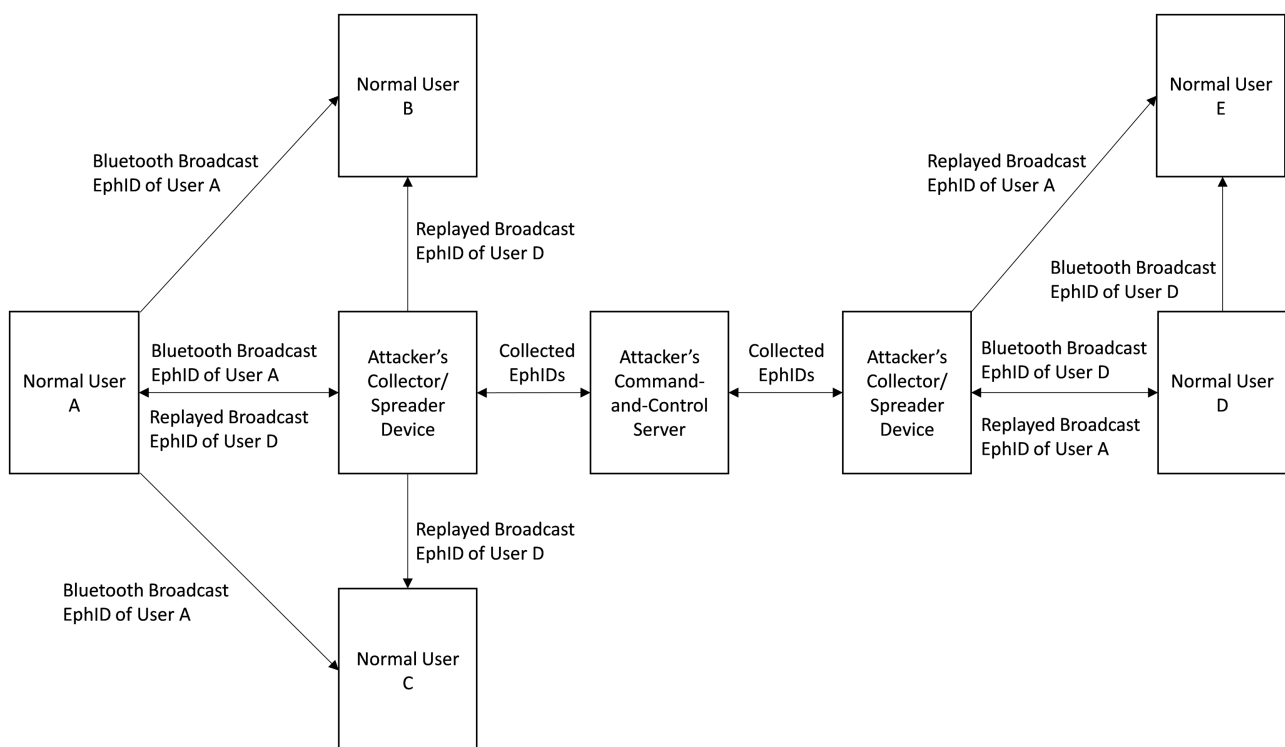 Normal User
B
Normal User
E
Bluetooth Broadcast
EphID of User A
Replayed Broadcast
EphID of User A
Replayed Broadcast
EphID of User D
Bluetooth Broadcast
EphID of User D
Normal User
A
Bluetooth Broadcast
EphID of User A
Replayed Broadcast
EphID of User D
Attacker’s
Collector/
Spreader
Device
Collected
EphIDs
Attacker’s
Command-
and-Control
Server
Collected
EphIDs
Attacker’s
Collector/
Spreader
Device
Bluetooth Broadcast
EphID of User D
Replayed Broadcast
EphID of User A
Normal User
D
Replayed Broadcast
EphID of User D
Bluetooth Broadcast
EphID of User A
Normal User
C